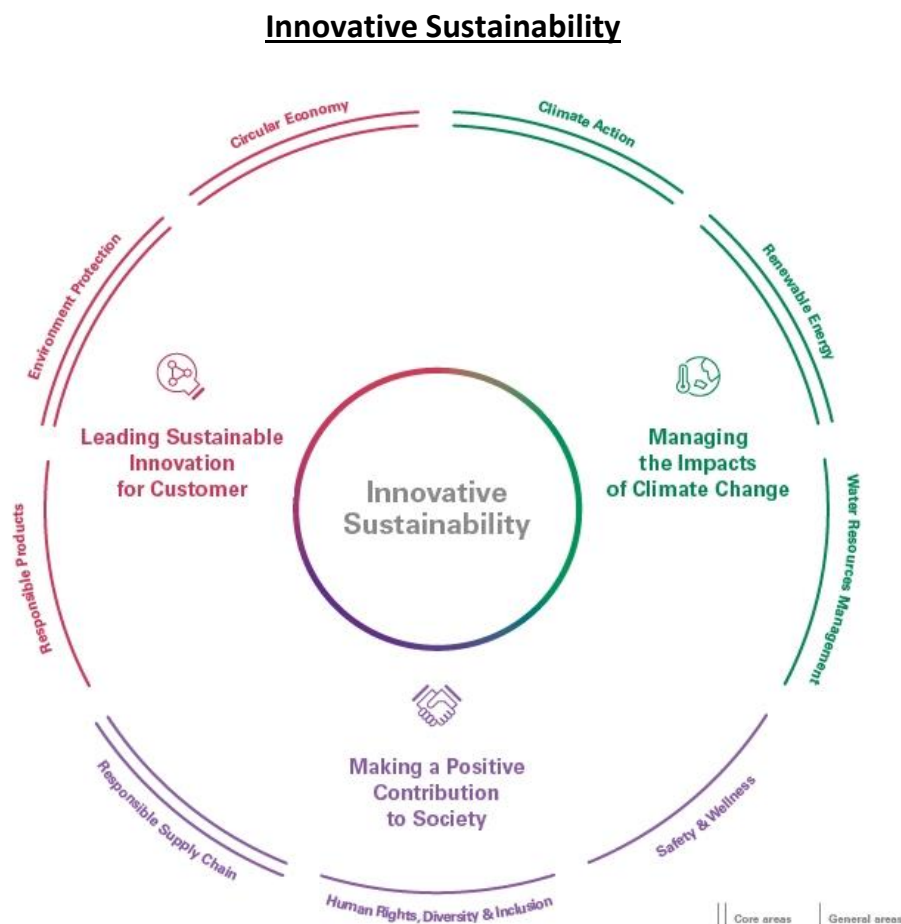 Innovative Sustainability
Circular Economy
Climate Action
Environment Protection
Renewable Energy
Leading Sustainable
Innovation
for Customer
Managing
the Impacts
of Climate Change
Innovative
Sustainability
Responsible Products
Water Resources Management
Making a Positive
Contribution
to Society
Responsible Supply Chain
Safety & Wellness
Human Rights, Diversity & Inclusion
Core areas
General areas